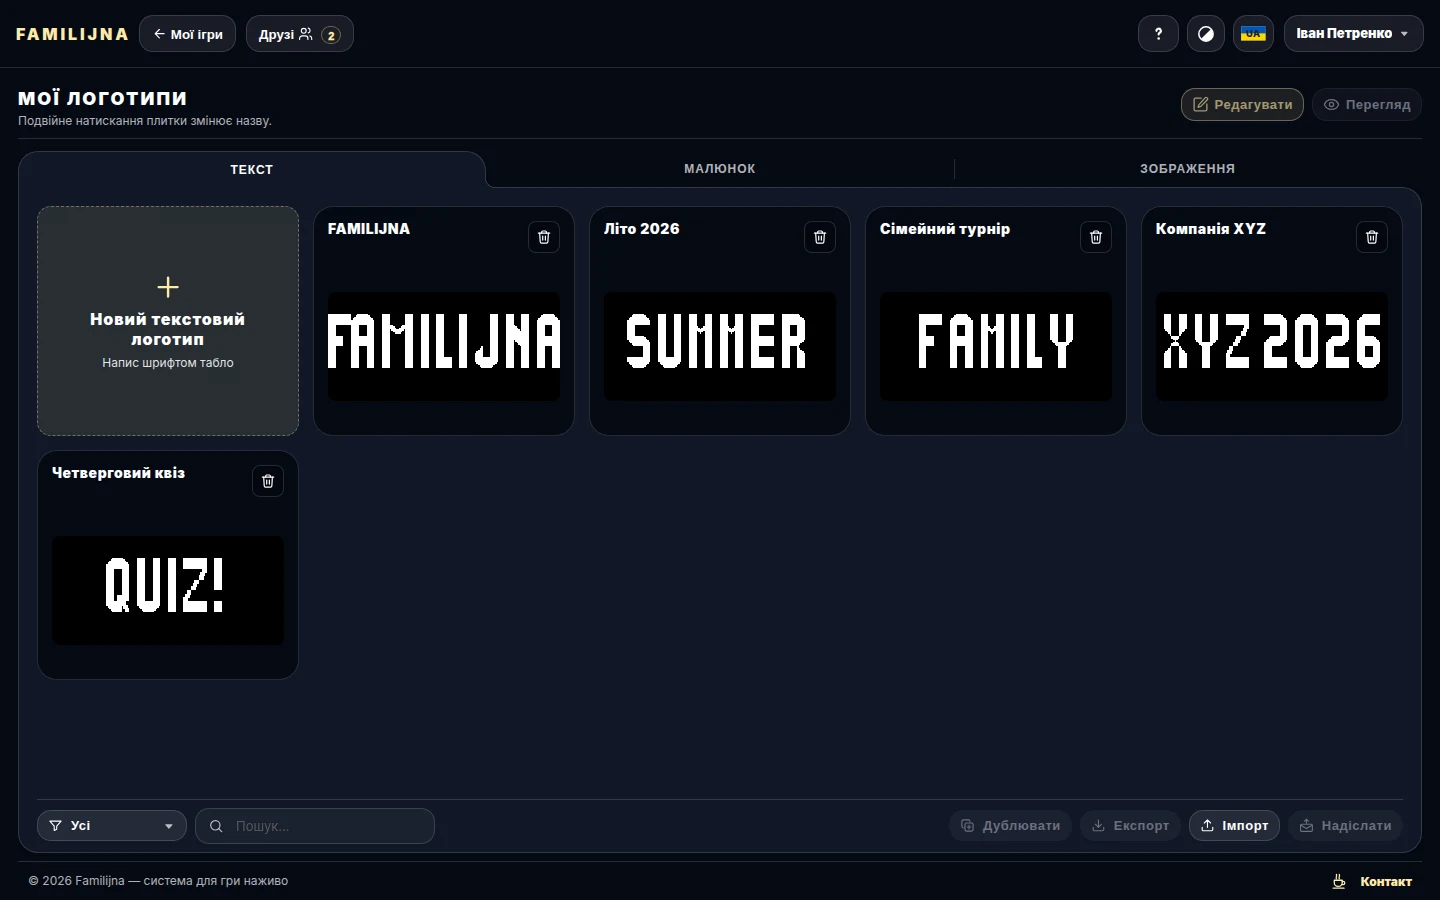 FAMILIJNA
Мої ігри
Друзі 2
?
UA
Іван Петренко
МОЇ ЛОГОТИПИ
Подвійне натискання плитки змінює назву.
Редагувати
Перегляд
ТЕКСТ
МАЛЮНОК
ЗОБРАЖЕННЯ
Новий текстовий
логотип
Напис шрифтом табло
FAMILIJNA
FAMILIJNA
Літо 2026
SUMMER
Сімейний турнір
FAMILY
Компанія XYZ
XYZ 2026
Четверговий квіз
QUIZ!
Усі
Пошук...
Дублювати
Експорт
Імпорт
Надіслати
© 2026 Familijna — система для гри наживо
Контакт